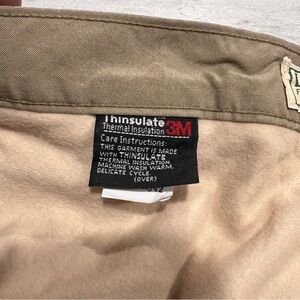 Thinsulate
Thermal Insulation 3M
Care Instructions:
THIS GARMENT IS MADE
WITH THINSULATE
THERMAL INSULATION.
MACHINE WASH WARM,
DELICATE CYCLE.
(OVER)